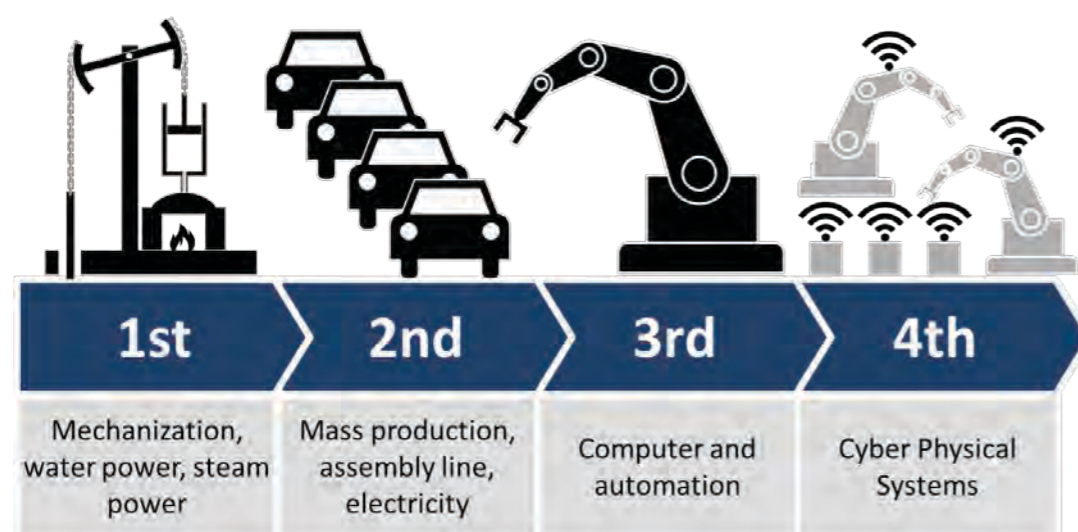 1st
2nd
3rd
4th
Mechanization,
water power, steam
power
Mass production,
assembly line,
electricity
Computer and
automation
Cyber Physical
Systems